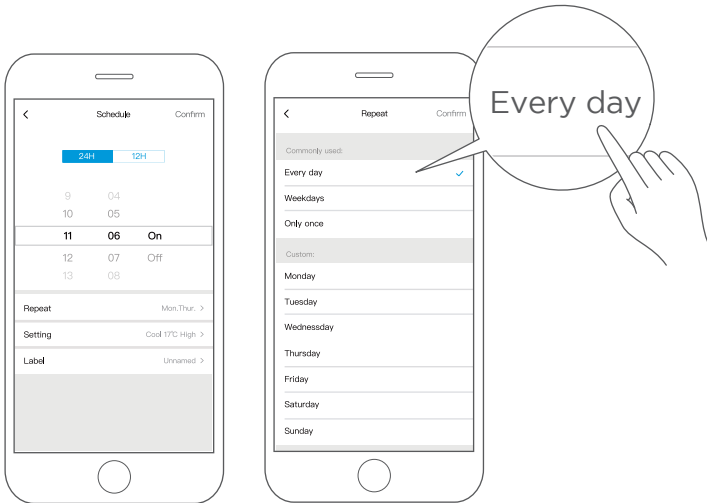 Schedule Confirm
24H 12H
9 04
10 05
11 06 On
12 07 Off
13 08
Repeat Mon.Thur. >
Setting Cool 17℃ High >
Label Unnamed >
Repeat Confirm
Commonly used:
Every day
Weekdays
Only once
Custom:
Monday
Tuesday
Wednessday
Thursday
Friday
Saturday
Sunday
Every day